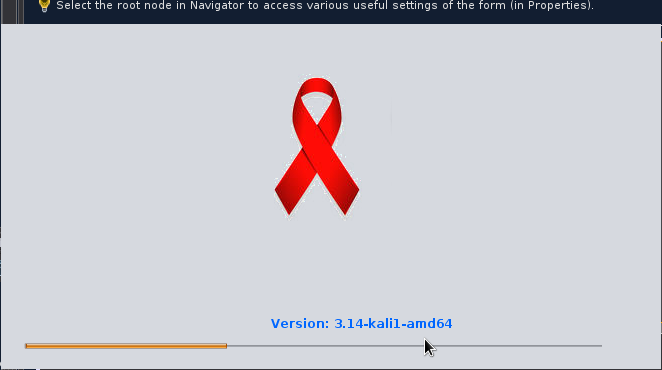 Select the root node in Navigator to access various useful settings of the form (in Properties).
Version: 3.14-kali1-amd64